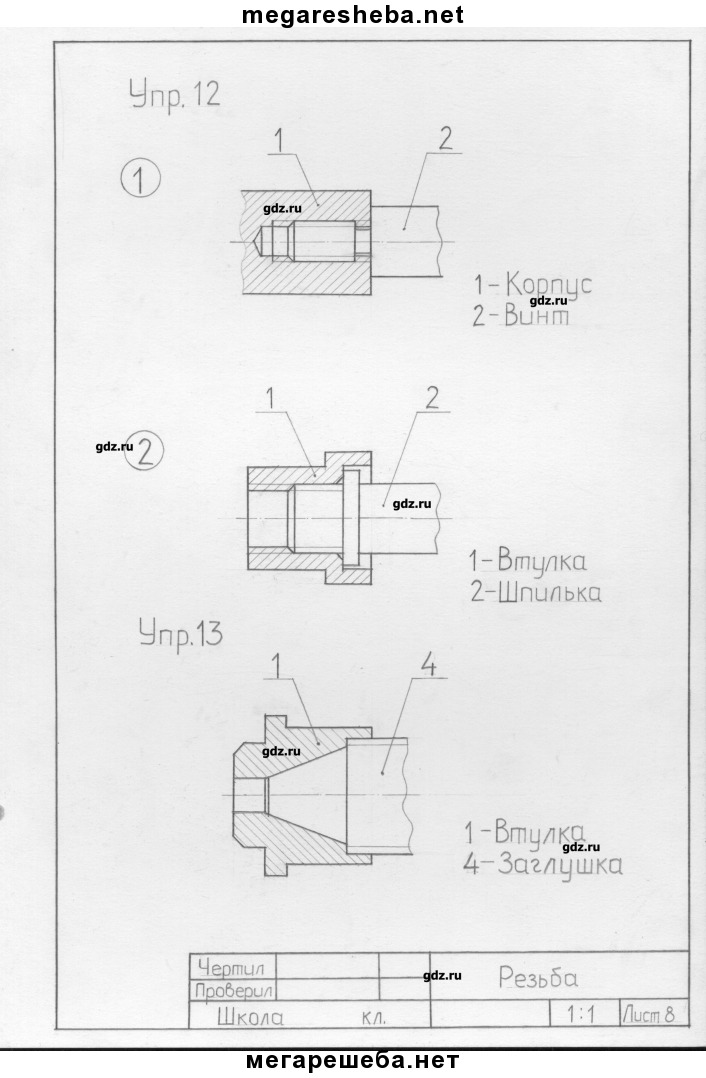 megaresheba.net
Упр. 12
1 2
1
gdz.ru
1-Корпус
gdz.ru
2-Винт
1 2
gdz.ru
2
gdz.ru
1-Втулка
2-Шпилька
Упр.13
1 4
gdz.ru
1-Втулка
gdz.ru
4-Заглушка
Чертил
gdz.ru
Резьба
Проверил
Школа кл. 1:1 Лист 8
мегарешеба.нет